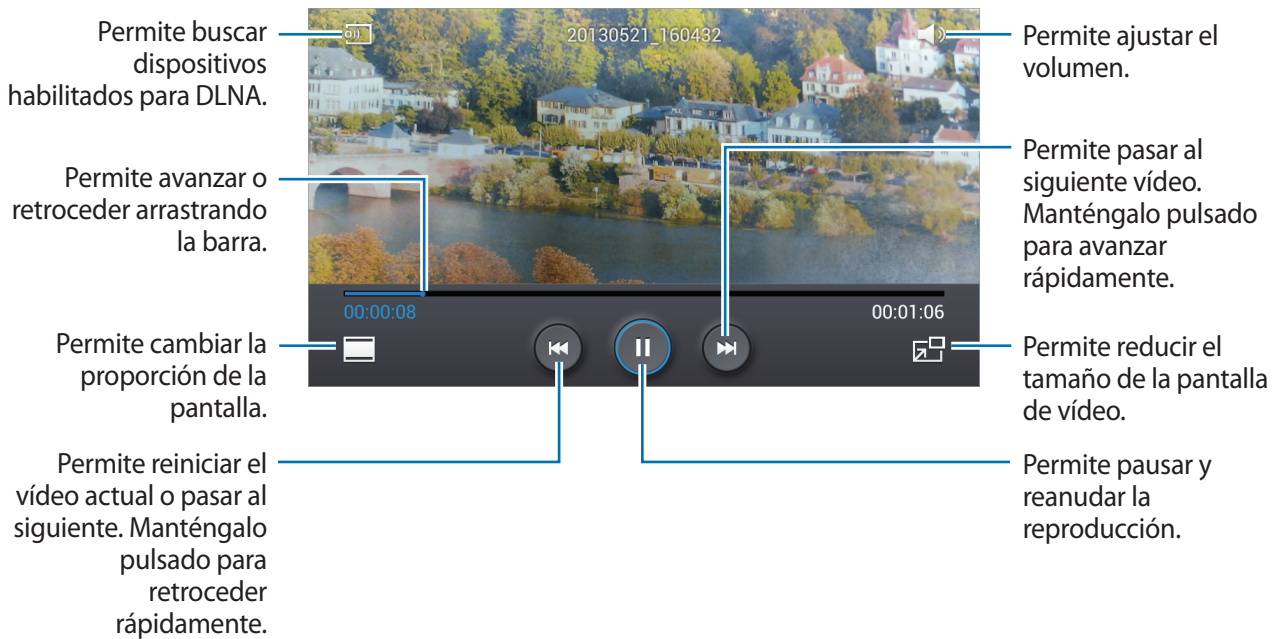 Permite buscar
dispositivos
habilitados para DLNA.
Permite avanzar o
retroceder arrastrando
la barra.
Permite cambiar la
proporción de la
pantalla.
Permite reiniciar el
vídeo actual o pasar al
siguiente. Manténgalo
pulsado para
retroceder
rápidamente.
20130521_160432
00:00:08
00:01:06
Permite ajustar el
volumen.
Permite pasar al
siguiente vídeo.
Manténgalo pulsado
para avanzar
rápidamente.
Permite reducir el
tamaño de la pantalla
de vídeo.
Permite pausar y
reanudar la
reproducción.